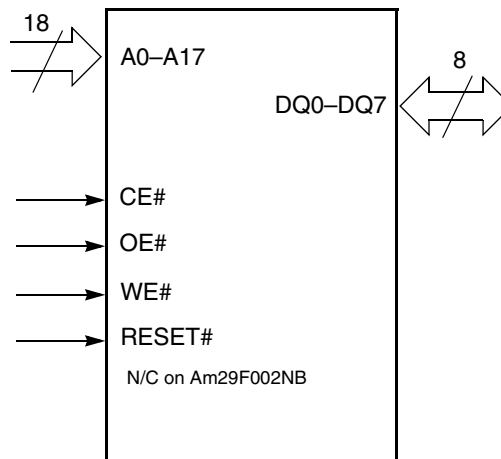 18
A0–A17
8
DQ0–DQ7
CE#
OE#
WE#
RESET#
N/C on Am29F002NB